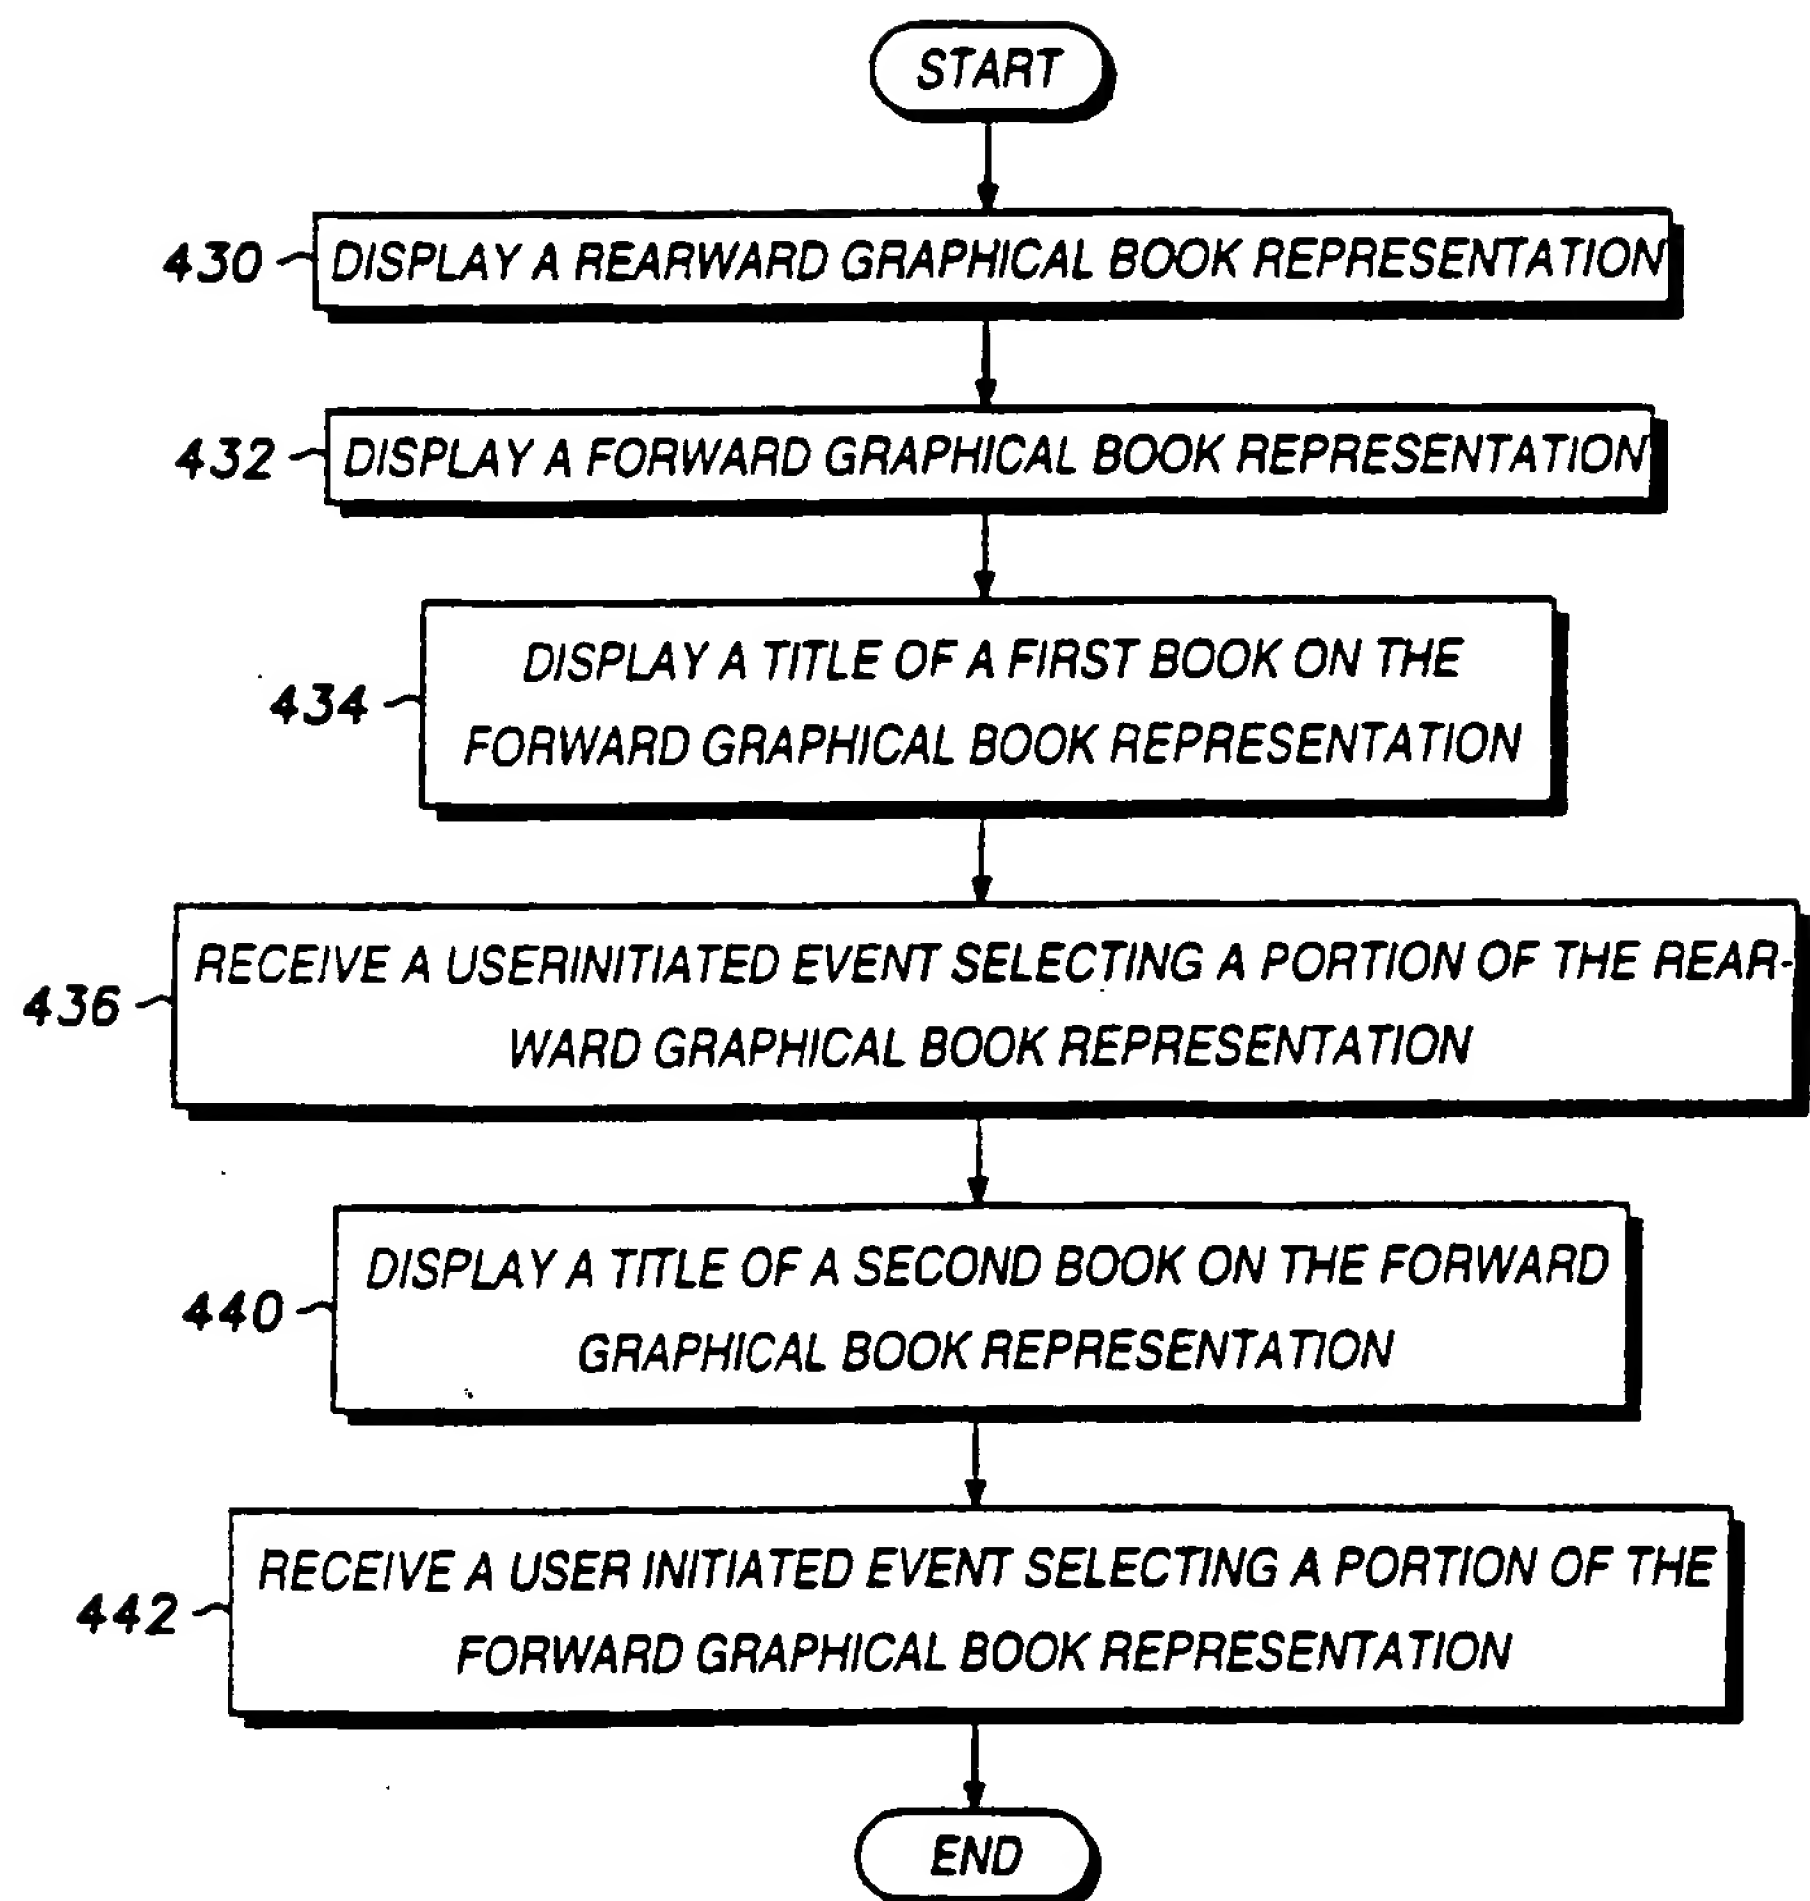 START
430 DISPLAY A REARWARD GRAPHICAL BOOK REPRESENTATION
432 DISPLAY A FORWARD GRAPHICAL BOOK REPRESENTATION
DISPLAY A TITLE OF A FIRST BOOK ON THE
434
FORWARD GRAPHICAL BOOK REPRESENTATION
RECEIVE A USERINITIATED EVENT SELECTING A PORTION OF THE REAR-
436
WARD GRAPHICAL BOOK REPRESENTATION
DISPLAY A TITLE OF A SECOND BOOK ON THE FORWARD
440
GRAPHICAL BOOK REPRESENTATION
RECEIVE A USER INITIATED EVENT SELECTING A PORTION OF THE
442
FORWARD GRAPHICAL BOOK REPRESENTATION
END